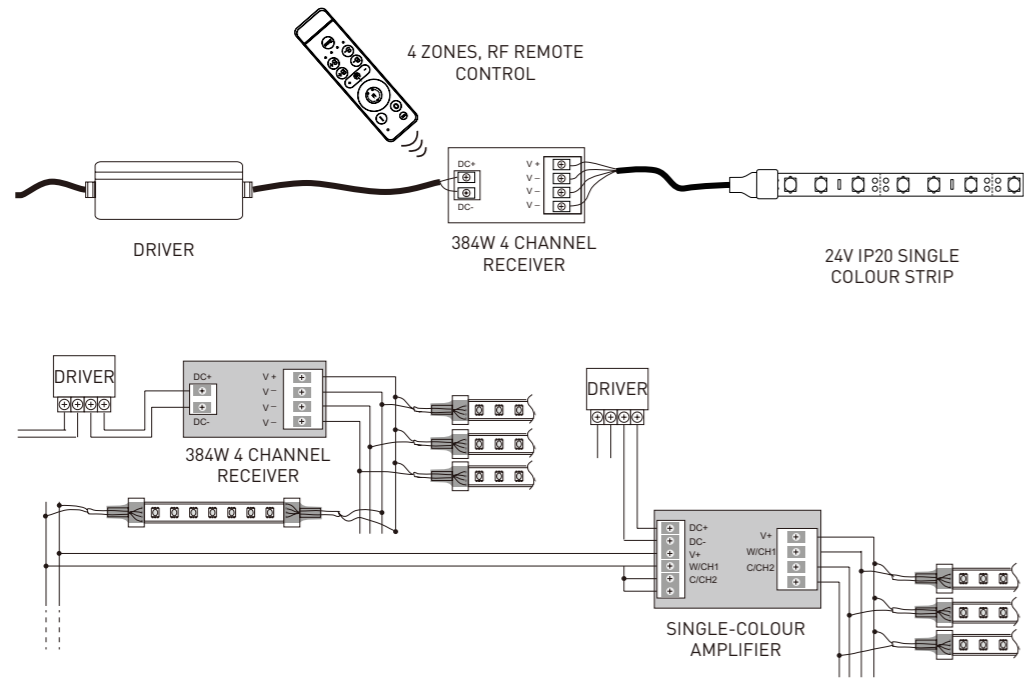 4 ZONES, RF REMOTE
CONTROL
DC+
DC-
V +
V –
V –
V –
DRIVER
384W 4 CHANNEL
RECEIVER
24V IP20 SINGLE
COLOUR STRIP
DRIVER
DC+
DC-
V +
V –
V –
V –
384W 4 CHANNEL
RECEIVER
DRIVER
DC+
DC-
V+
W/CH1
C/CH2
V+
W/CH1
C/CH2
SINGLE-COLOUR
AMPLIFIER